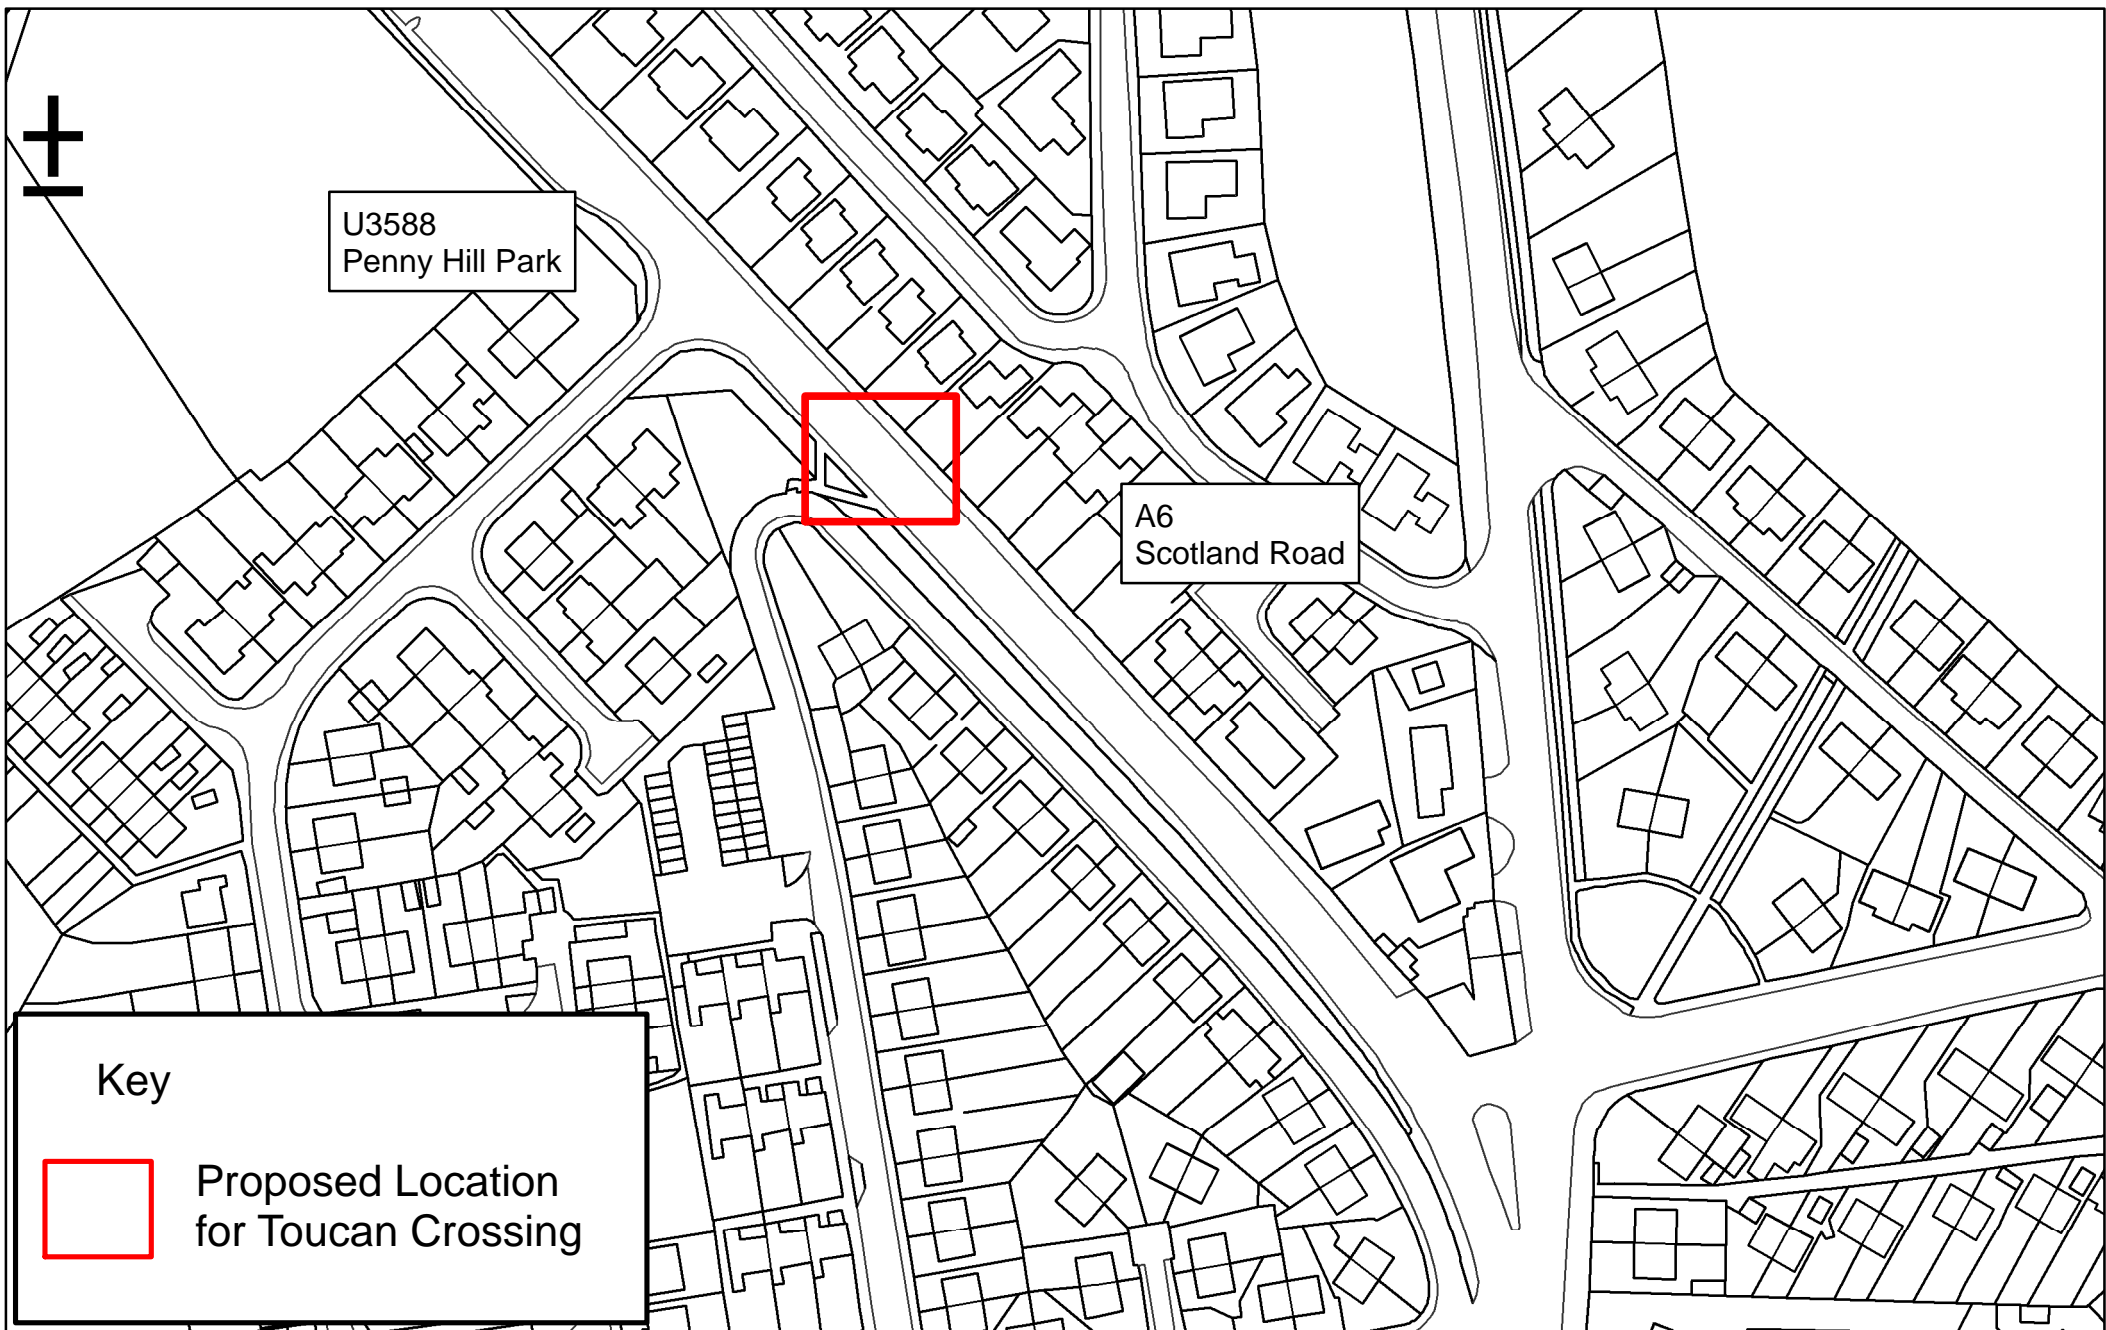 ±
U3588
Penny Hill Park
A6
Scotland Road
Key
Proposed Location
for Toucan Crossing